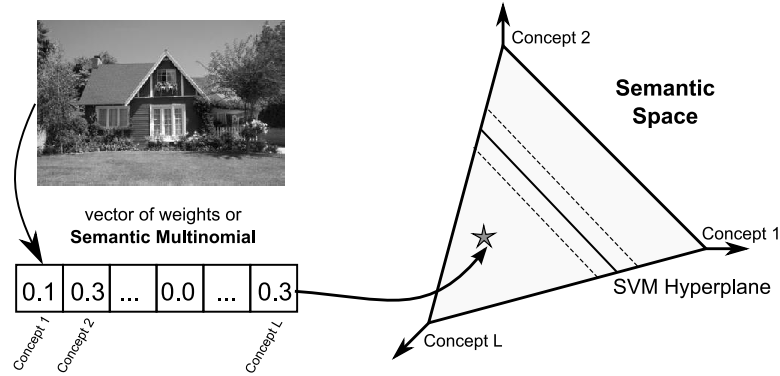 vector of weights or
Semantic Multinomial
0.1 0.3 ... 0.0 ... 0.3
Concept 1
Concept 2
Concept L
Concept 2
Semantic
Space
Concept 1
SVM Hyperplane
Concept L